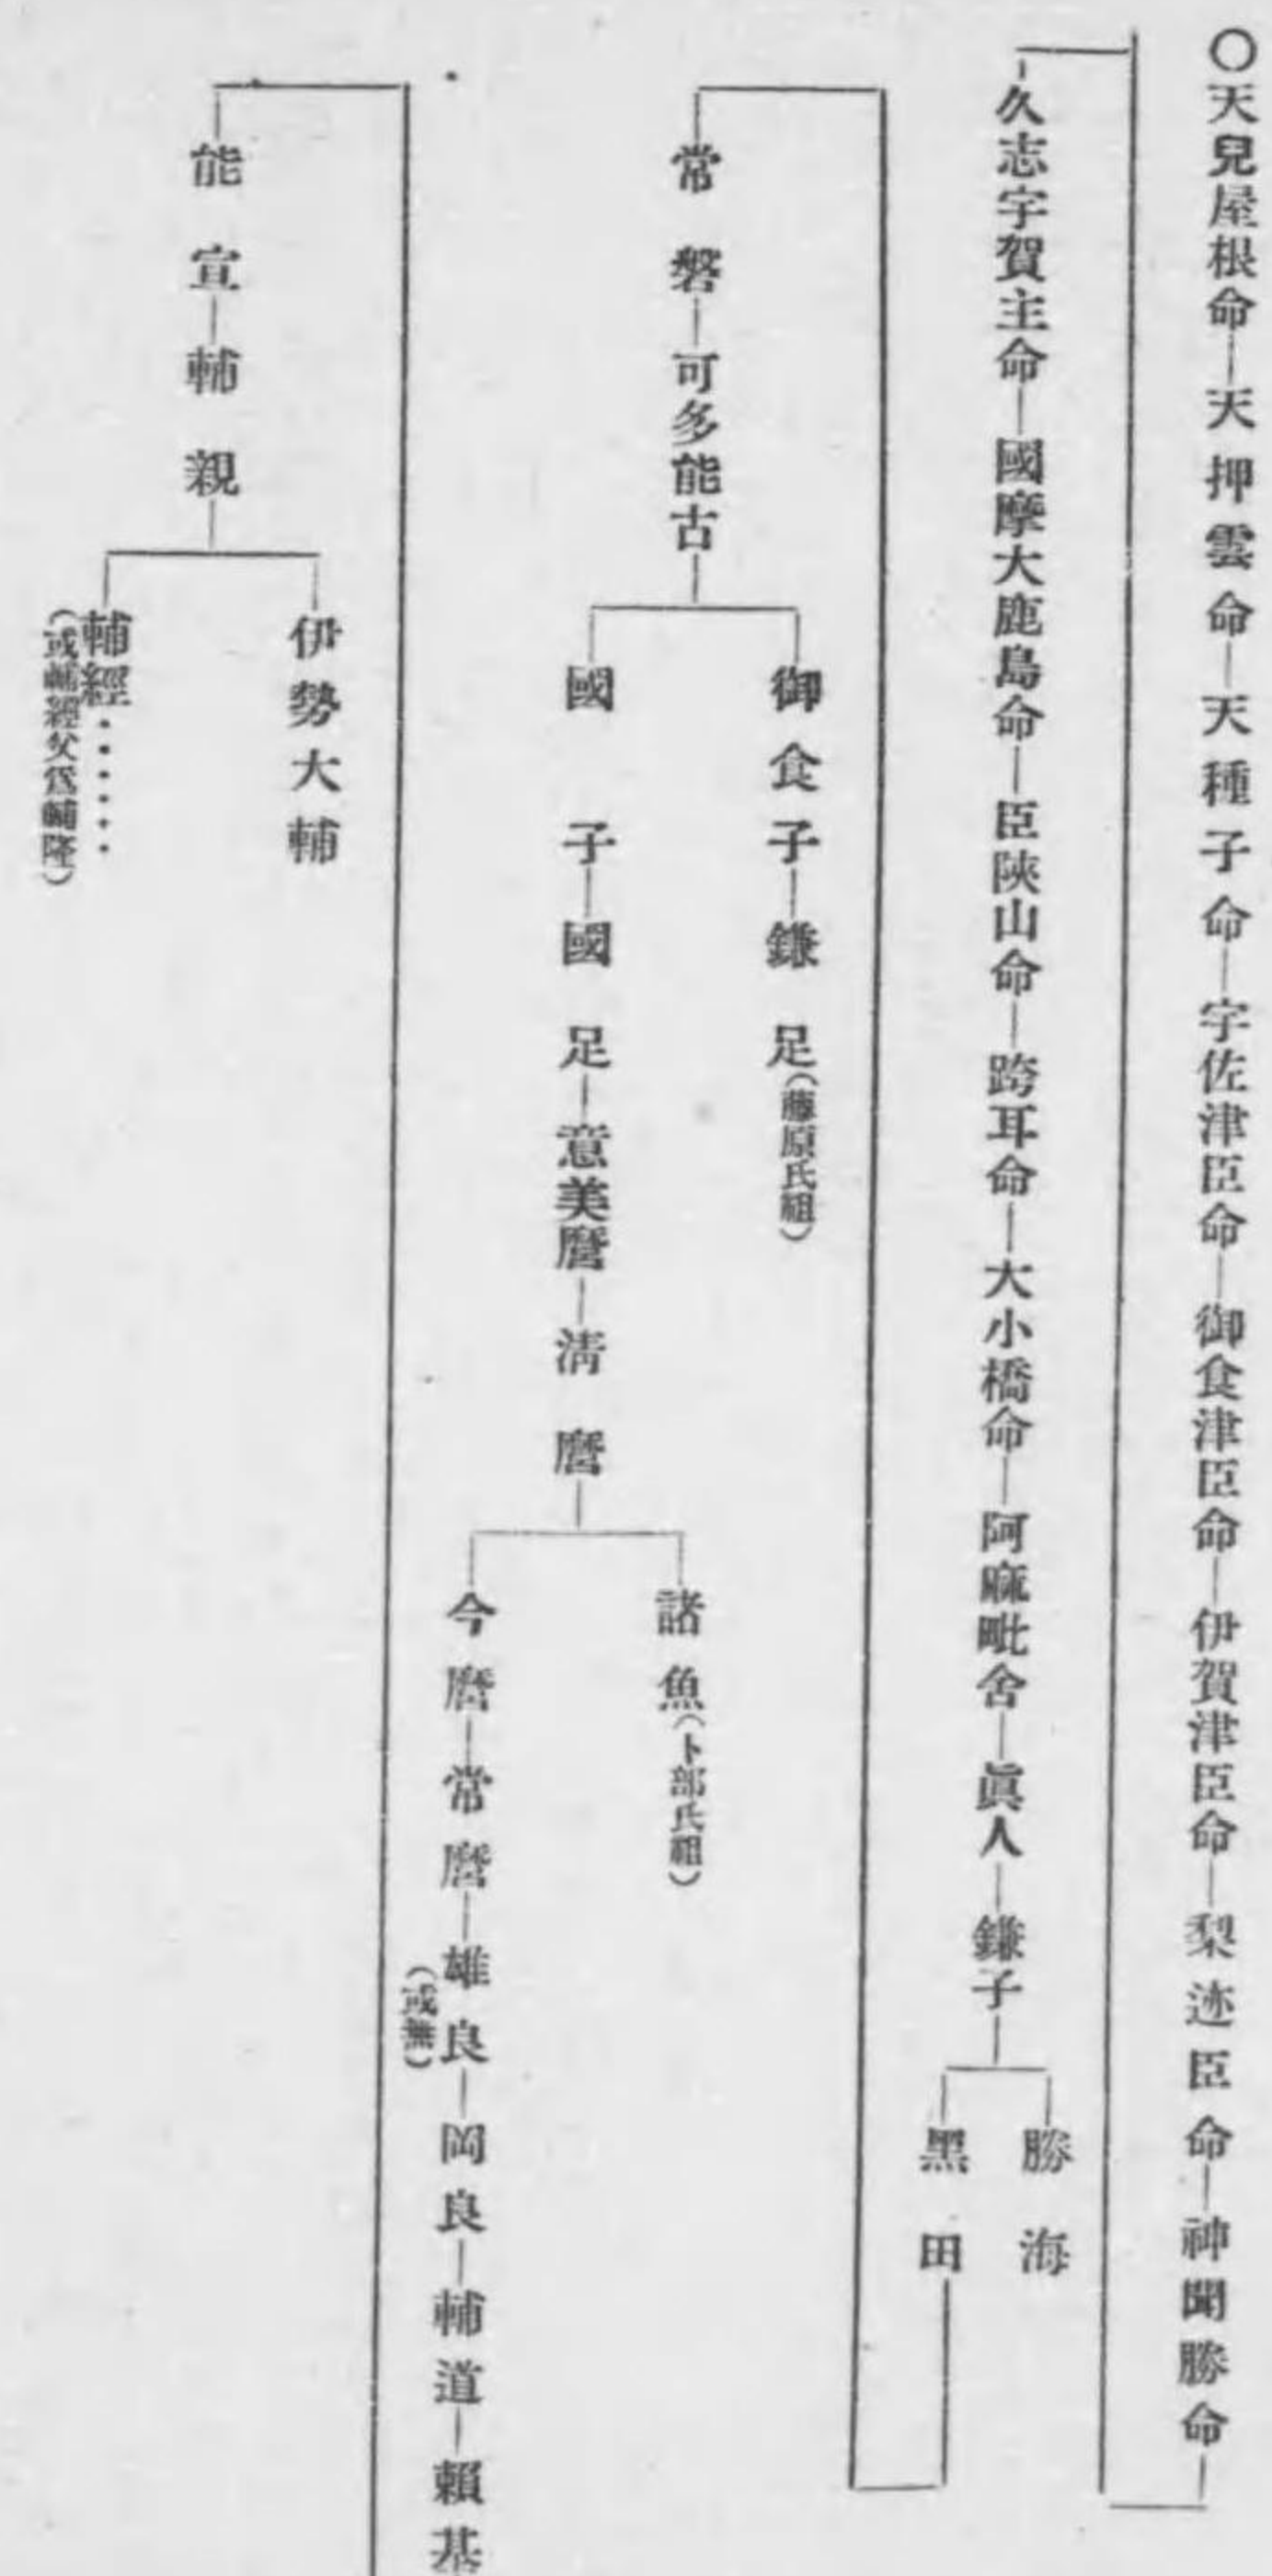 〇天兒屋根命―天押雲命―天種子命―宇佐津臣命―御食津臣命―伊賀津臣命―梨迹臣命―神聞勝命
久志宇賀主命―國摩大鹿島命―臣陜山命―跨耳命―大小橋命―阿麻毗舍―眞人―鎌子
勝海
黑田
常磐―可多能古
御食子―鎌足(藤原氏祖)
國子―國足―意美麿―淸麿
諸魚(卜部氏祖)
今麿―常麿―雄良―岡良―輔道―賴基
(或無)
能宣―輔親
伊勢大輔
輔經・・・・・・
(或輔經父爲輔隆)